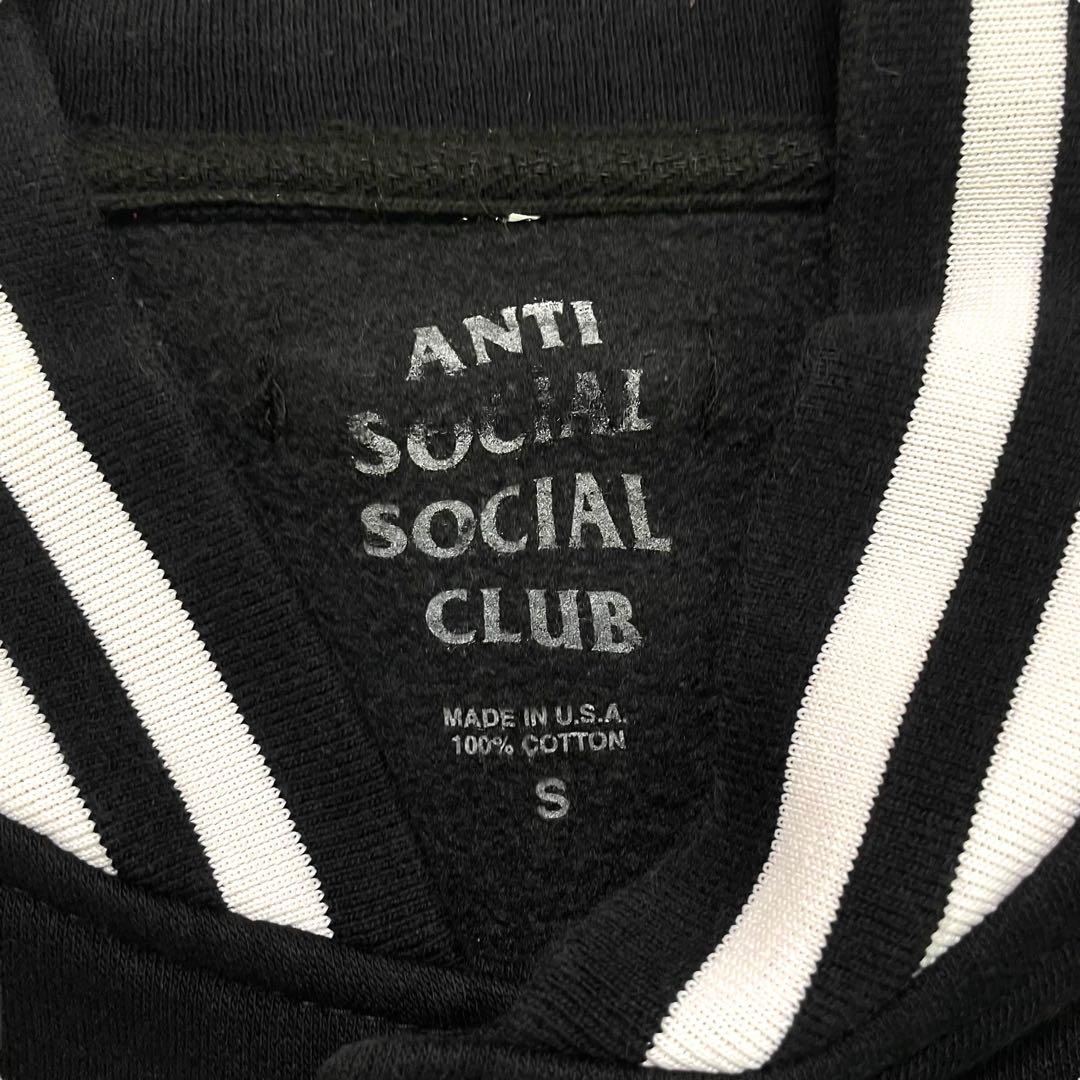 ANTI
SOCIAL
SOCIAL
CLUB
MADE IN U.S.A.
100% COTTON
S